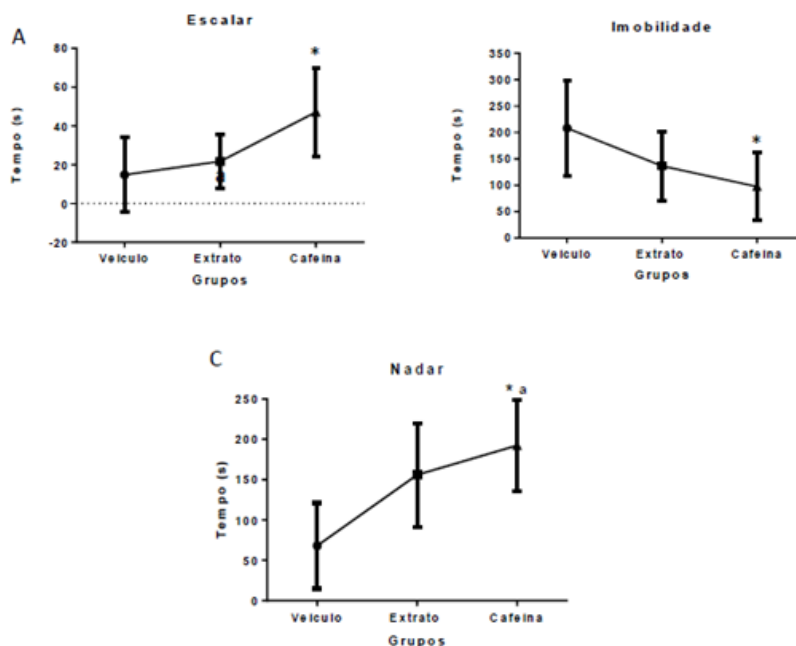 A
Escalar
*
80
60
40
20
0
-20
Tempo (s)
a
Veículo Extrato Cafeína
Grupos
Imobilidade
*
350
300
250
200
150
100
50
0
Tempo (s)
Veículo Extrato Cafeína
Grupos
C
Nadar
* a
250
200
150
100
50
0
Tempo (s)
Veículo Extrato Cafeína
Grupos